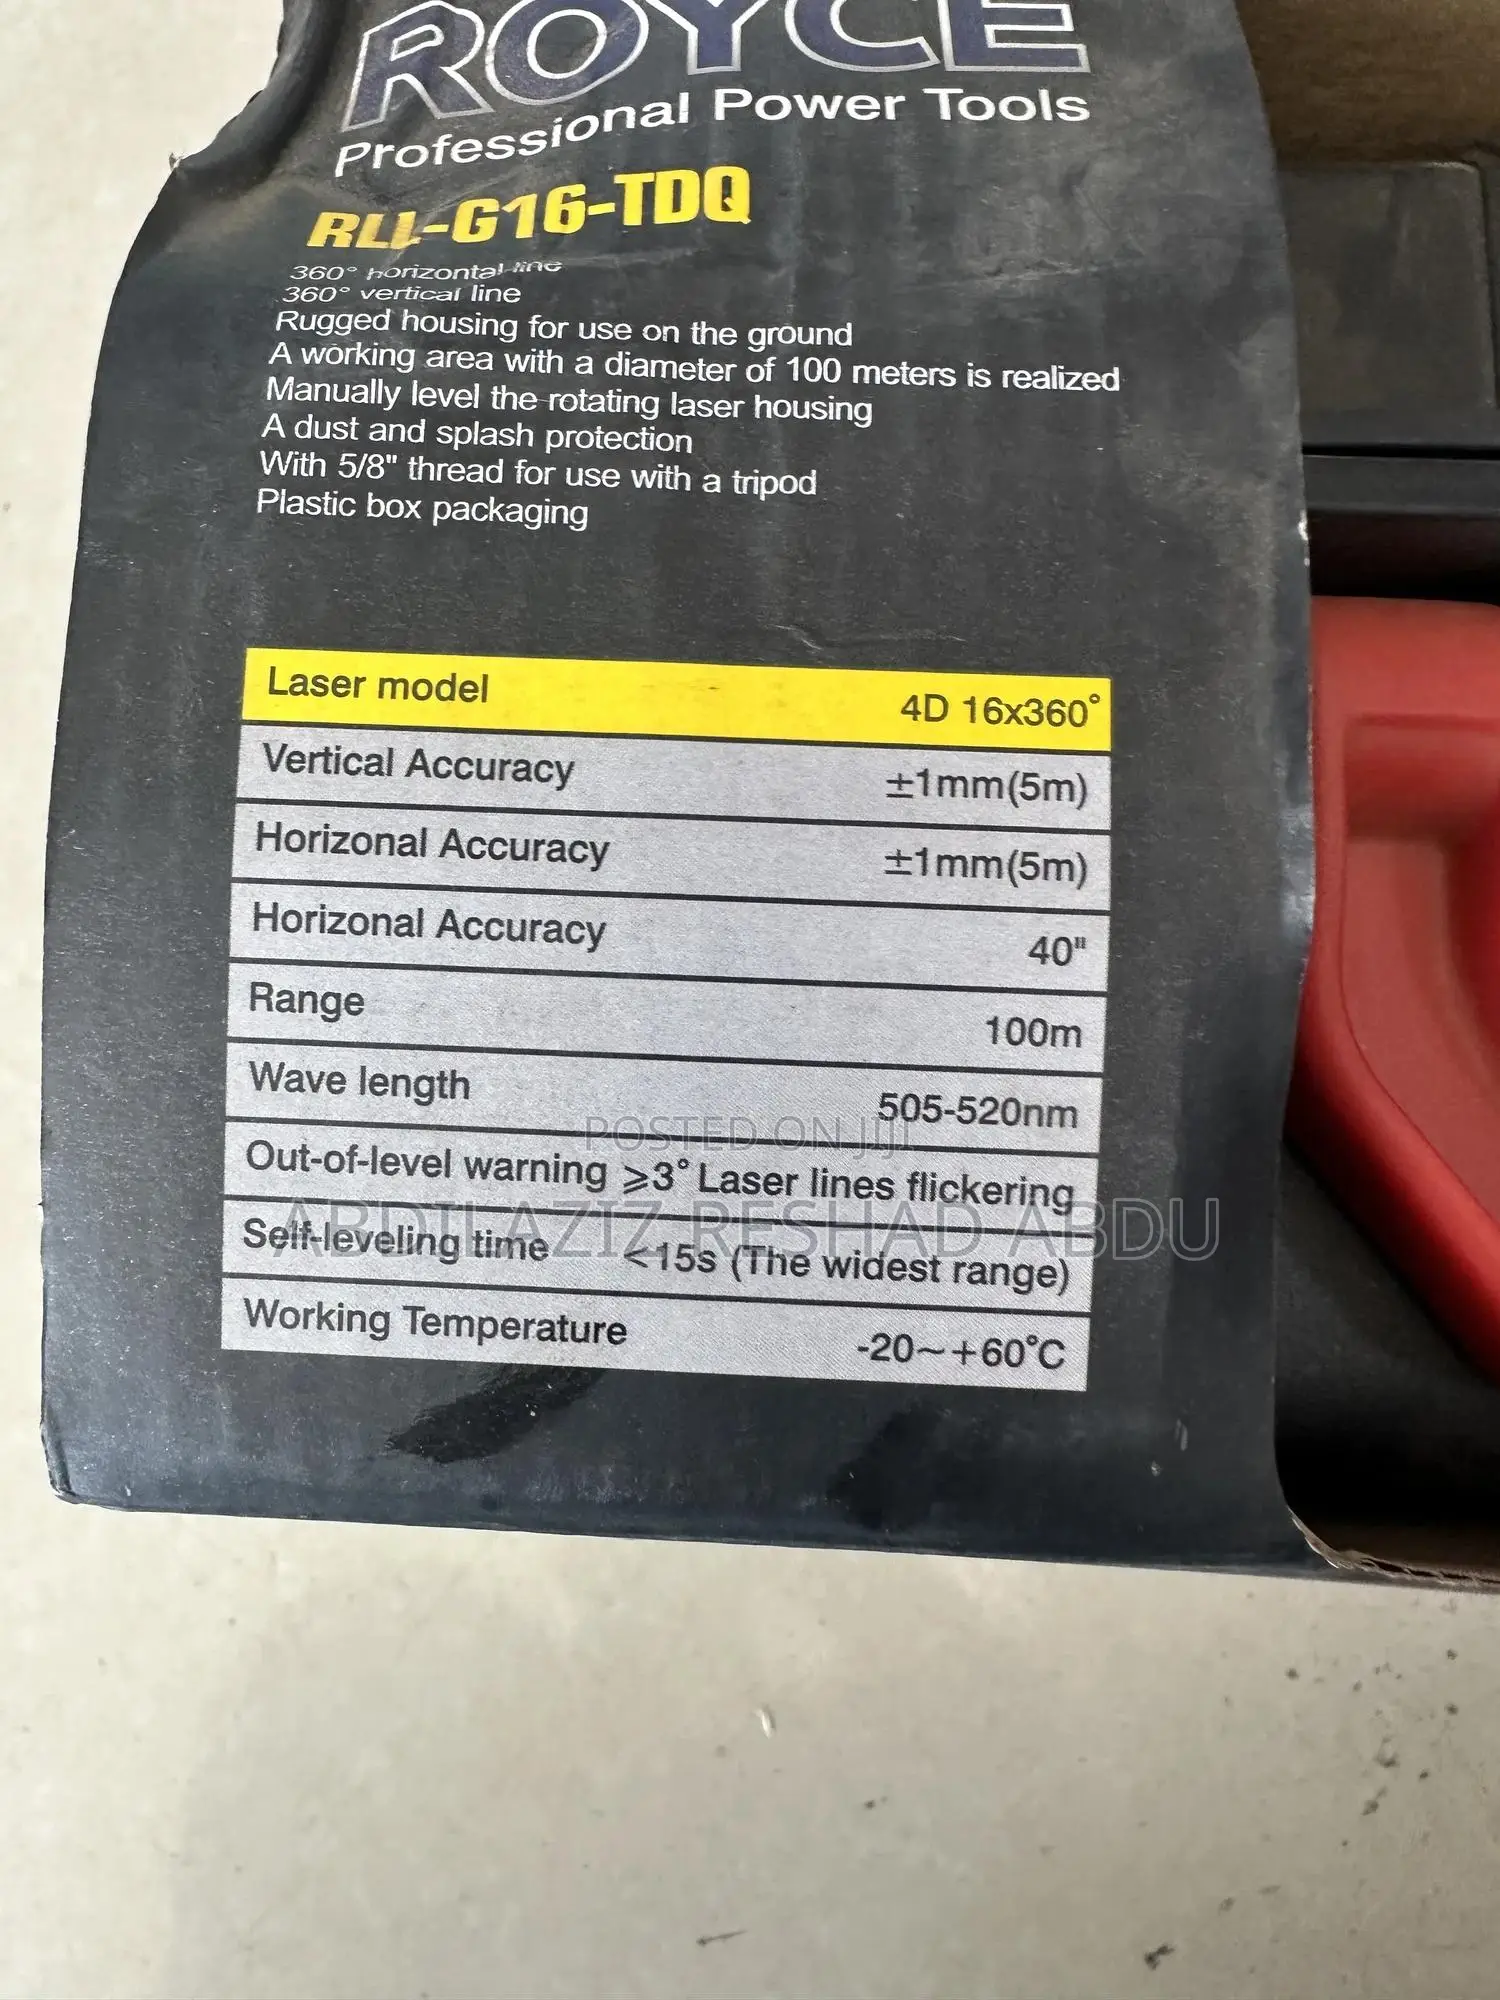 ROYCE
Professional Power Tools
RLL-G16-TDQ
360° horizontal line
360° vertical line
Rugged housing for use on the ground
A working area with a diameter of 100 meters is realized
Manually level the rotating laser housing
A dust and splash protection
With 5/8" thread for use with a tripod
Plastic box packaging
Laser model 4D 16x360°
Vertical Accuracy ±1mm(5m)
Horizonal Accuracy ±1mm(5m)
Horizonal Accuracy 40"
Range 100m
Wave length 505-520nm
POSTED ON JIJI
Out-of-level warning ⩾3° Laser lines flickering
ABDILAZIZ RESHAD ABDU
Self-leveling time <15s (The widest range)
Working Temperature -20~+60°C